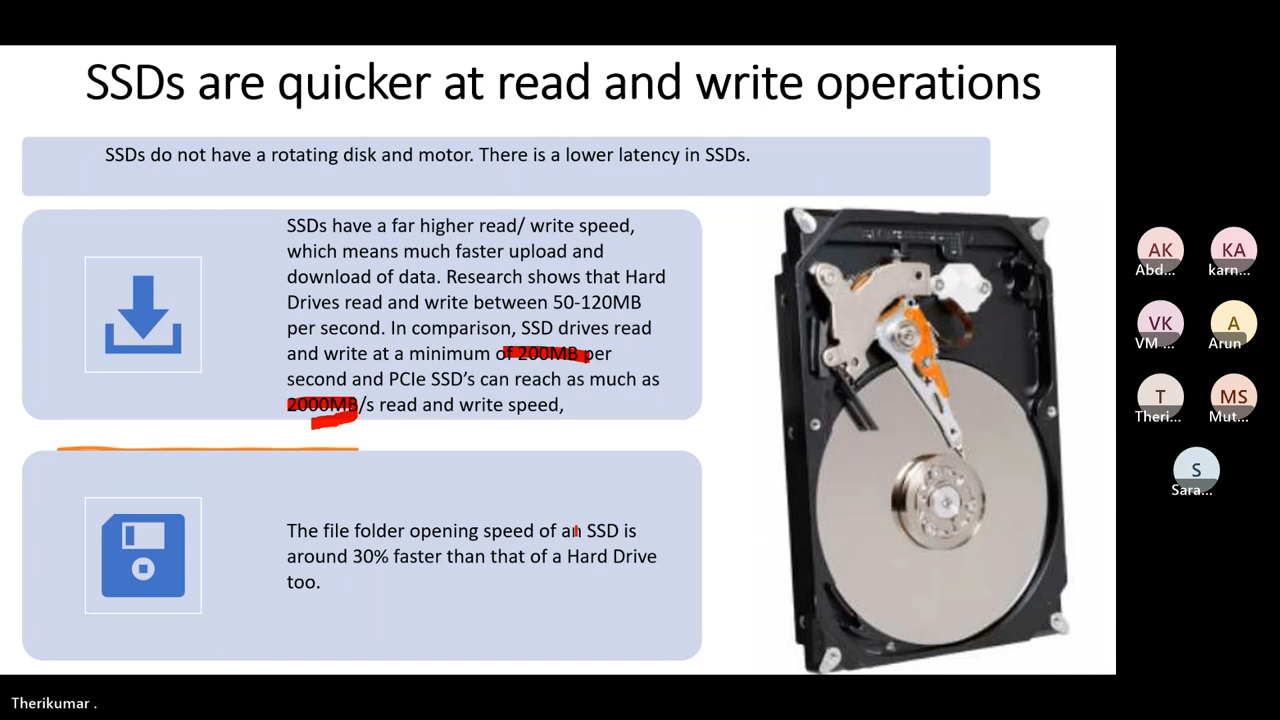 SSDs are quicker at read and write operations
SSDs do not have a rotating disk and motor. There is a lower latency in SSDs.
SSDs have a far higher read/ write speed,
which means much faster upload and
download of data. Research shows that Hard
Drives read and write between 50-120MB
per second. In comparison, SSD drives read
and write at a minimum of 200MB per
second and PCIe SSD's can reach as much as
2000MB/s read and write speed,
The file folder opening speed of an SSD is
around 30% faster than that of a Hard Drive
too.
AK
Abd...
KA
karn...
VK
VM ...
A
Arun
T
Theri...
MS
Mut...
S
Sara...
Therikumar .